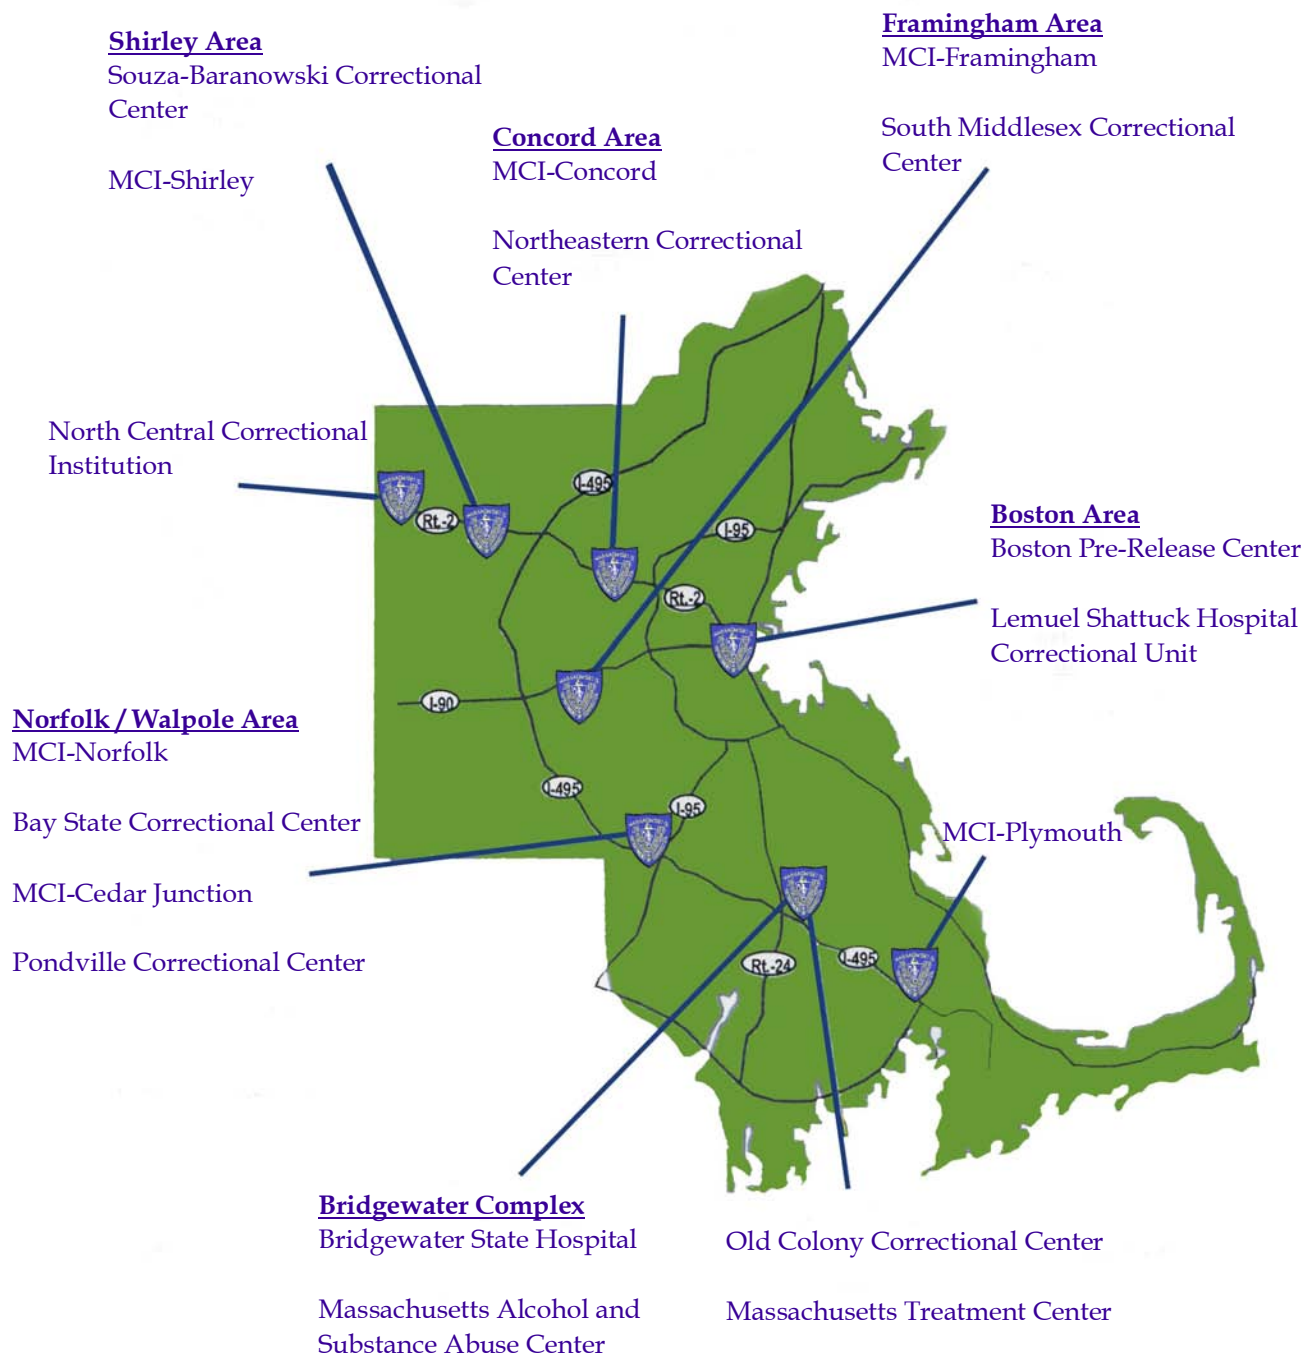 Shirley Area
Souza-Baranowski Correctional
Center
MCI-Shirley
Concord Area
MCI-Concord
Northeastern Correctional
Center
Framingham Area
MCI-Framingham
South Middlesex Correctional
Center
North Central Correctional
Institution
I-495
Rt.-2
I-95
Rt.-2
Boston Area
Boston Pre-Release Center
Lemuel Shattuck Hospital
Correctional Unit
I-90
Norfolk / Walpole Area
MCI-Norfolk
Bay State Correctional Center
MCI-Cedar Junction
Pondville Correctional Center
I-495
I-95
MCI-Plymouth
Rt.-24
I-495
Bridgewater Complex
Bridgewater State Hospital
Massachusetts Alcohol and
Substance Abuse Center
Old Colony Correctional Center
Massachusetts Treatment Center